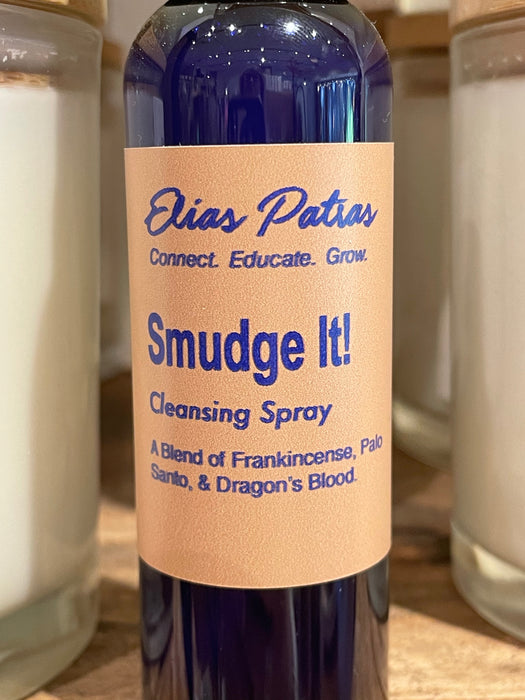 Elias Patras
Connect. Educate. Grow.
Smudge It!
Cleansing Spray
A Blend of Frankincense, Palo
Santo, & Dragon's Blood.